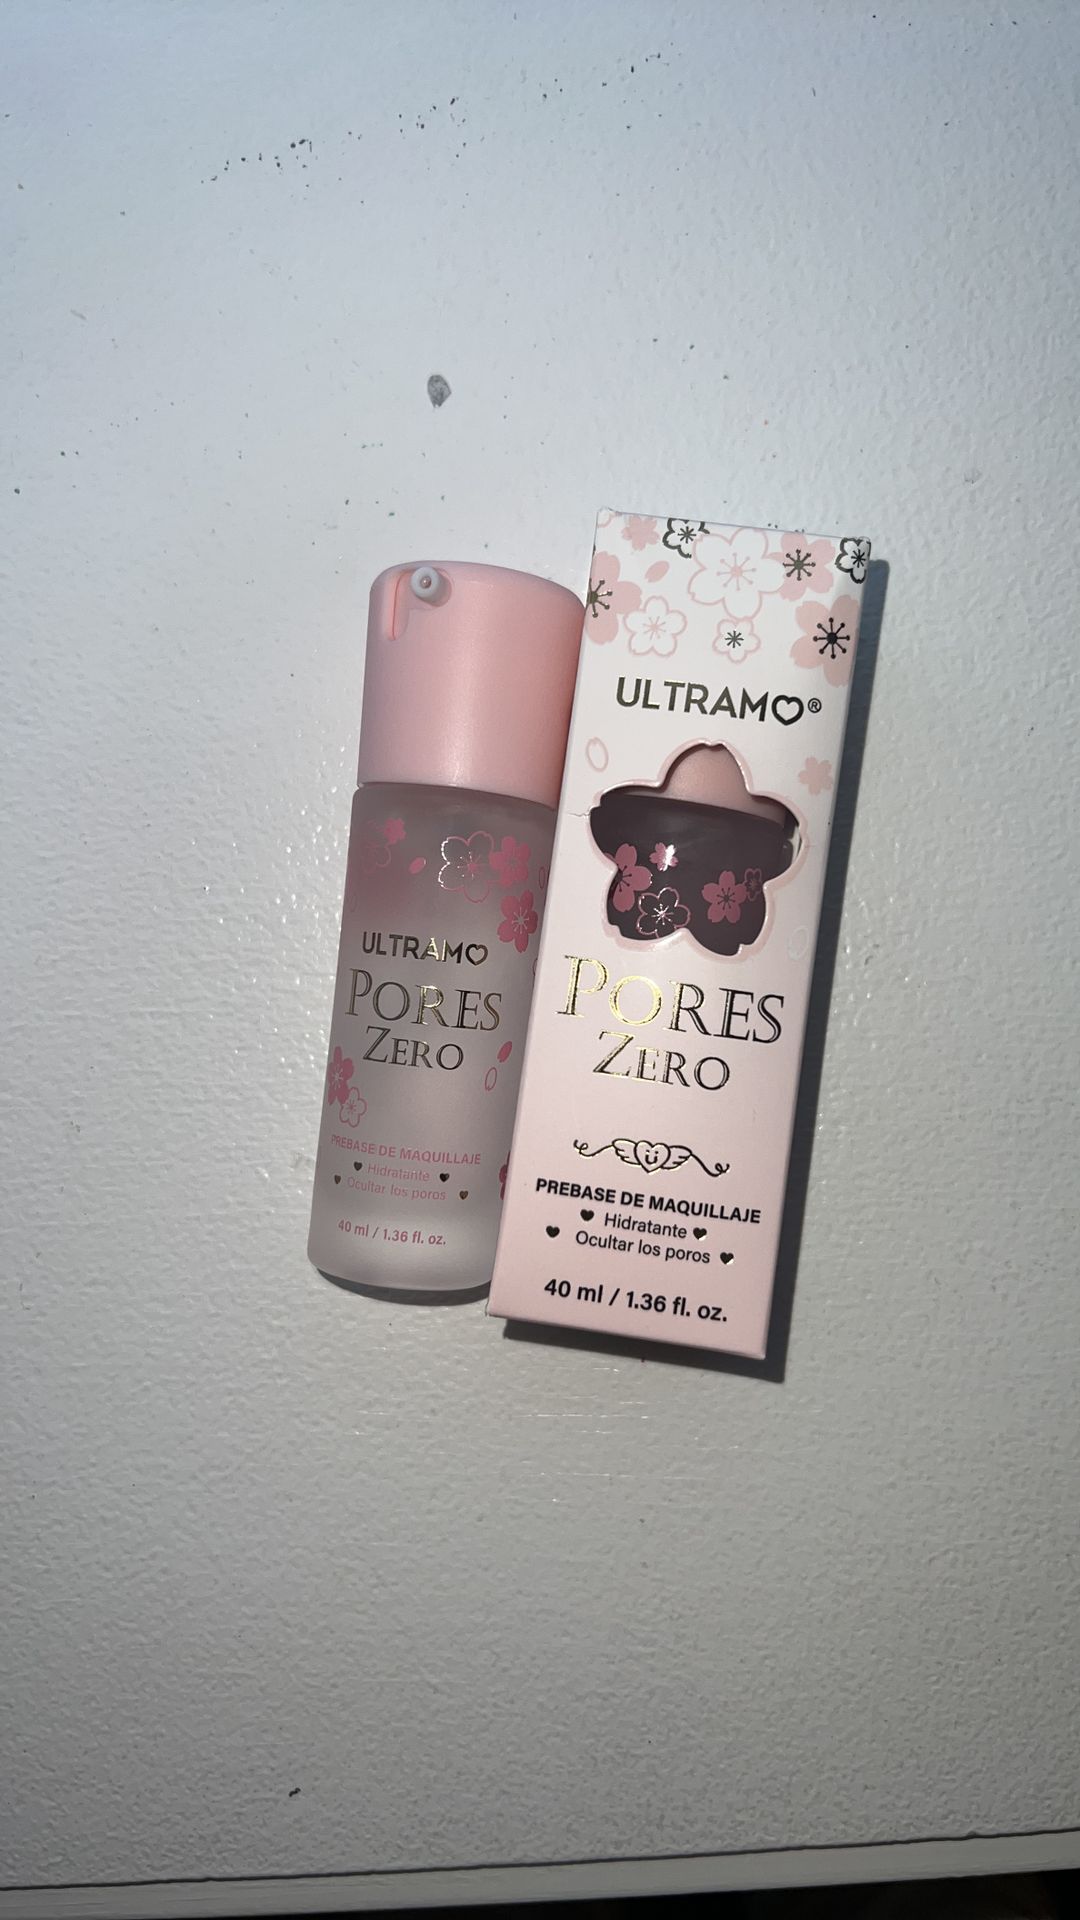 ULTRAMO
PORES
ZERO
PREBASE DE MAQUILLAJE
Hidratante
Ocultar los poros
40 ml / 1.36 fl. oz.
ULTRAMO®
PORES
ZERO
PREBASE DE MAQUILLAJE
Hidratante
Ocultar los poros
40 ml / 1.36 fl. oz.